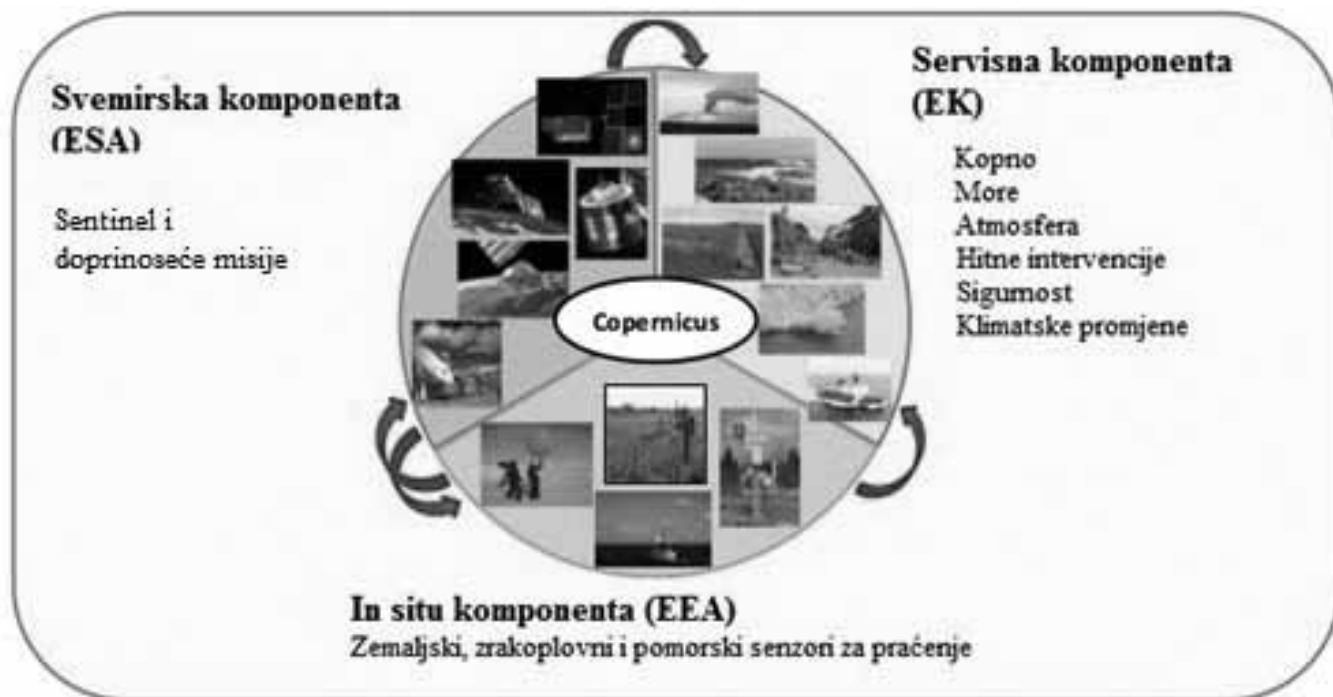 Svemirska komponenta
(ESA)
Sentinel i
doprinoseće misije
Servisna komponenta
(EK)
Kopno
More
Atmosfera
Hitne intervencije
Sigurnost
Klimatske promjene
Copernicus
In situ komponenta (EEA)
Zemaljski, zrakoplovni i pomorski senzori za praćenje